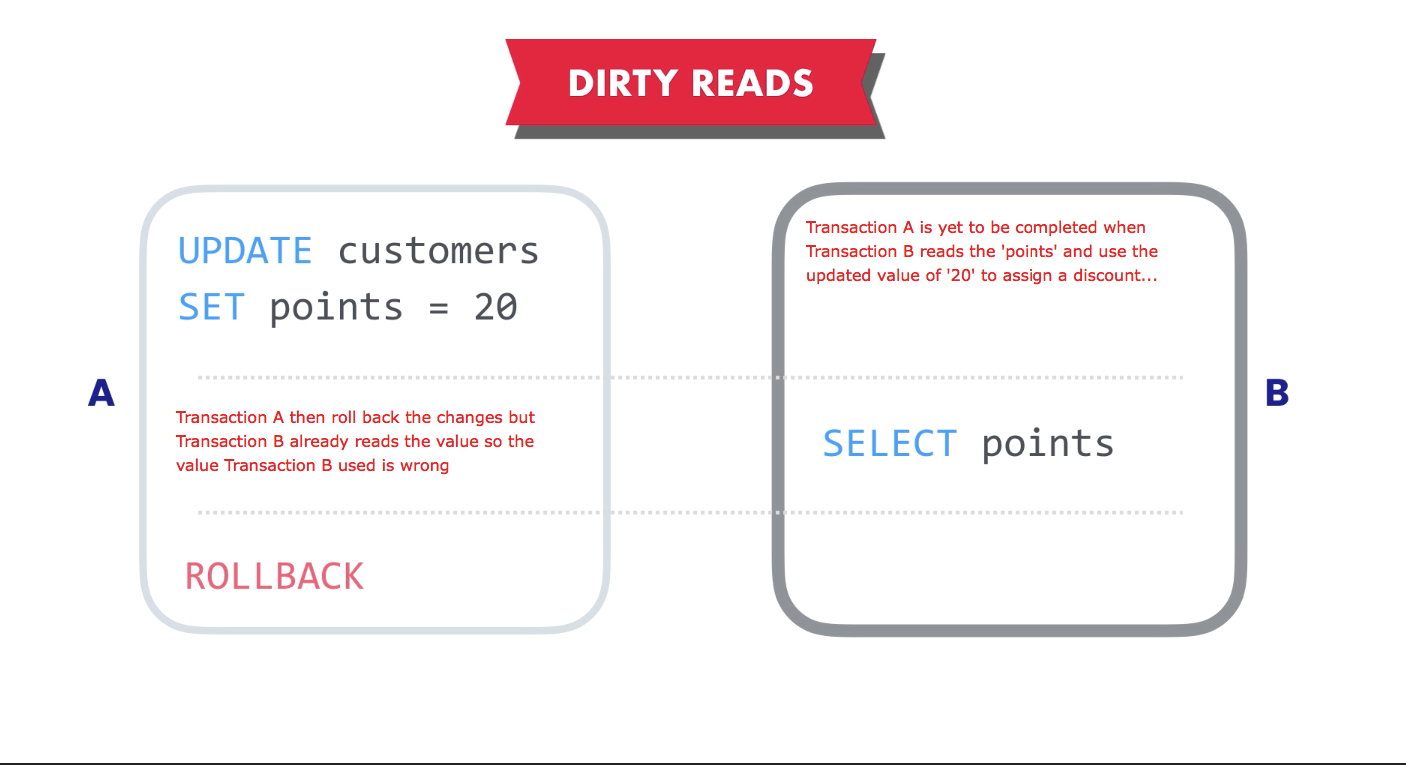 DIRTY READS
UPDATE customers
SET points = 20
Transaction A then roll back the changes but
Transaction B already reads the value so the
value Transaction B used is wrong
ROLLBACK
A
Transaction A is yet to be completed when
Transaction B reads the 'points' and use the
updated value of '20' to assign a discount...
SELECT points
B